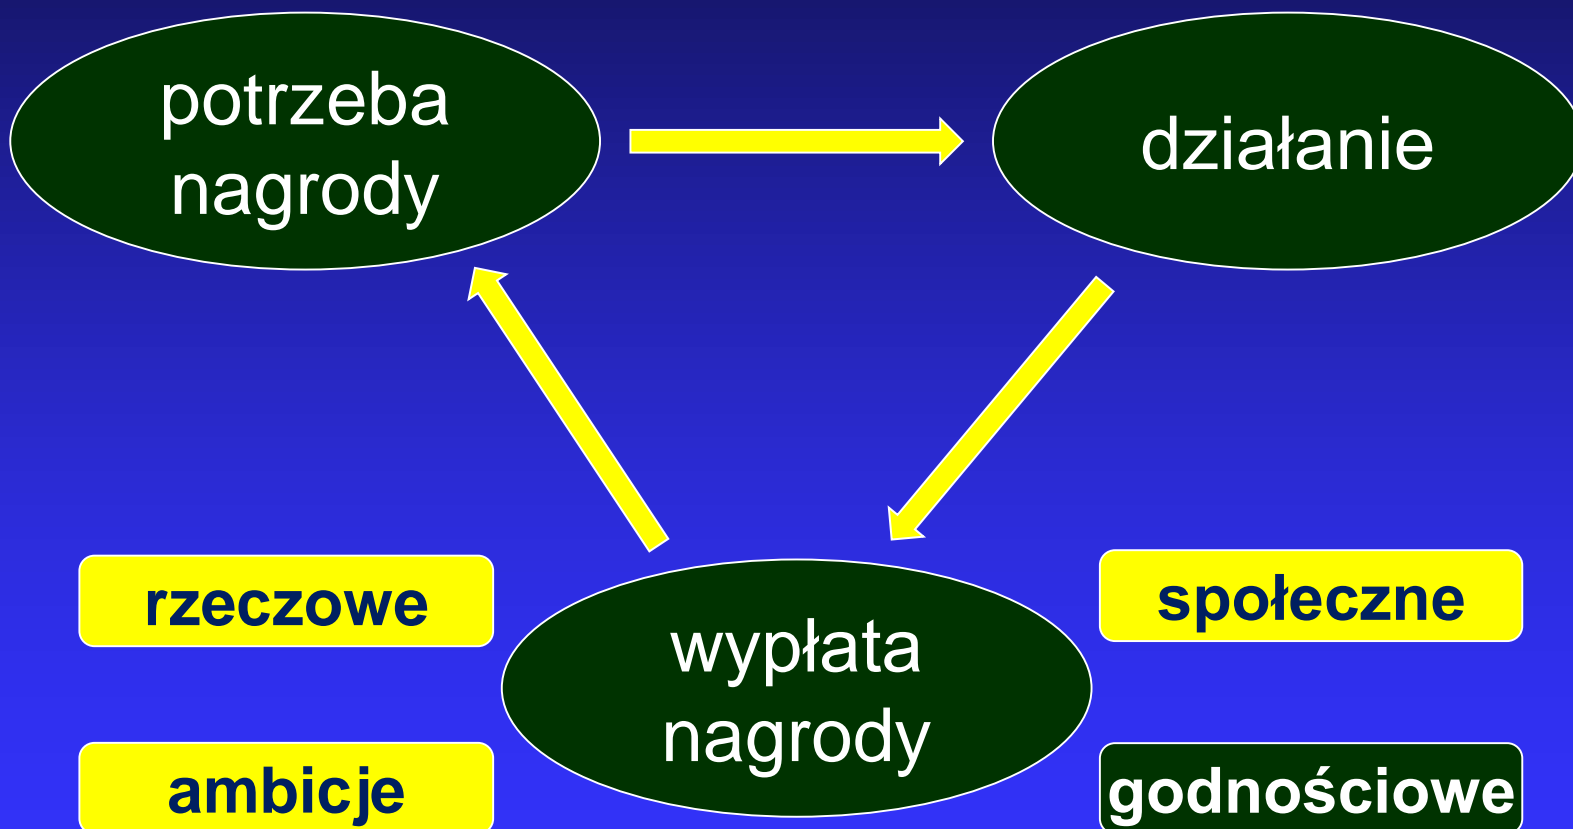 potrzeba
nagrody
działanie
rzeczowe
społeczne
wypłata
nagrody
ambicje
godnościowe